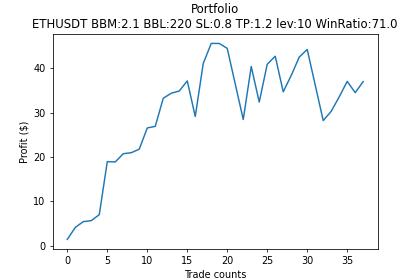 Portfolio
ETHUSDT BBM:2.1 BBL:220 SL:0.8 TP:1.2 lev:10 WinRatio:71.0
Profit ($)
40
30
20
10
0
0 5 10 15 20 25 30 35
Trade counts